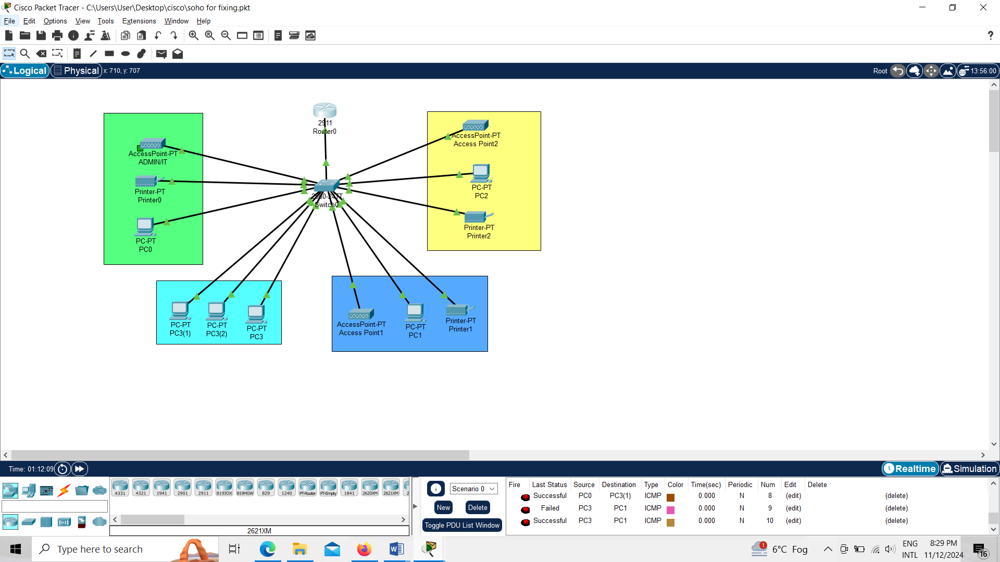 Cisco Packet Tracer - C:\Users\User\Desktop\cisco\soho for fixing.pkt
File Edit Options View Tools Extensions Window Help
?
Logical Physical x: 710, y: 707
Root 13:56:00
2911
Router0
AccessPoint-PT
ADMIN/IT
Printer-PT
Printer0
PC-PT
PC0
AccessPoint-PT
Access Point2
PC-PT
PC2
Printer-PT
Printer2
2960-24TT
Switch0
PC-PT
PC3(1)
PC-PT
PC3(2)
PC-PT
PC3
AccessPoint-PT
Access Point1
PC-PT
PC1
Printer-PT
Printer1
Time: 01:12:09
Realtime Simulation
4331 4321 1941 2901 2911 819IOX 819HGW 829 1240 PT-Router PT-Empty 1841 2620XM 2621XM 2
2621XM
Scenario 0
New Delete
Toggle PDU List Window
Fire Last Status Source Destination Type Color Time(sec) Periodic Num Edit Delete
Successful PC0 PC3(1) ICMP 0.000 N 8 (edit) (delete)
Failed PC3 PC1 ICMP 0.000 N 9 (edit) (delete)
Successful PC3 PC1 ICMP 0.000 N 10 (edit) (delete)
Type here to search
1
6°C Fog
ENG
INTL
8:29 PM
11/12/2024
16